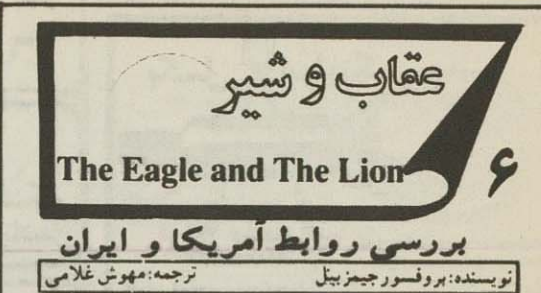 عقاب و شیر
The Eagle and The Lion
۶
بررسی روابط آمریکا و ایران
نویسنده: پروفسور جیمز بیل ترجمه: مهوش غلامی